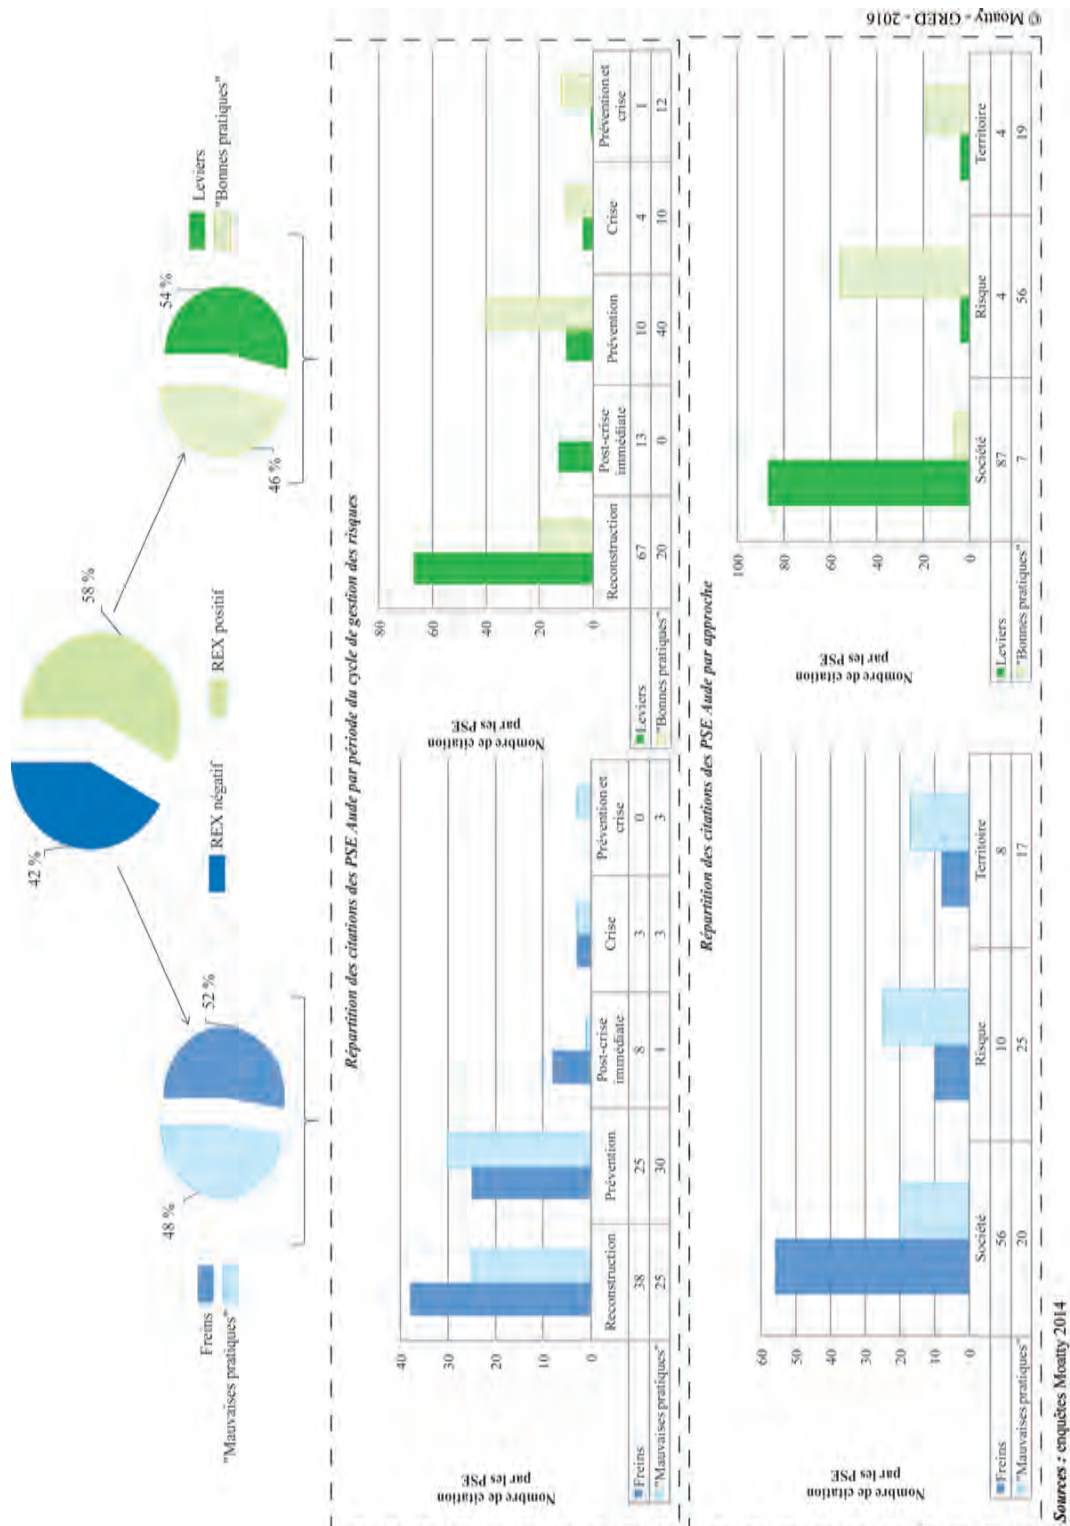 42 %
58 %
REX négatif
REX positif
Freins
"Mauvaises pratiques"
48 %
52 %
46 %
54 %
Leviers
"Bonnes pratiques"
Répartition des citations des PSE Aude par période du cycle de gestion des risques
Nombre de citation
par les PSE
40
30
20
10
0
Reconstruction Prévention Post-crise immédiate Crise Prévention et crise
Freins 38 25 8 3 0
"Mauvaises pratiques" 25 30 1 3 3
Nombre de citation
par les PSE
80
60
40
20
0
Reconstruction Post-crise immédiate Prévention Crise Prévention et crise
Leviers 67 13 10 4 1
"Bonnes pratiques" 20 0 40 10 12
Répartition des citations des PSE Aude par approche
Nombre de citation
par les PSE
60
50
40
30
20
10
0
Société Risque Territoire
Freins 56 10 8
"Mauvaises pratiques" 20 25 17
Nombre de citation
par les PSE
100
80
60
40
20
0
Société Risque Territoire
Leviers 87 4 4
"Bonnes pratiques" 7 56 19
Sources : enquêtes Moatty 2014
© Moatty - GRED - 2016